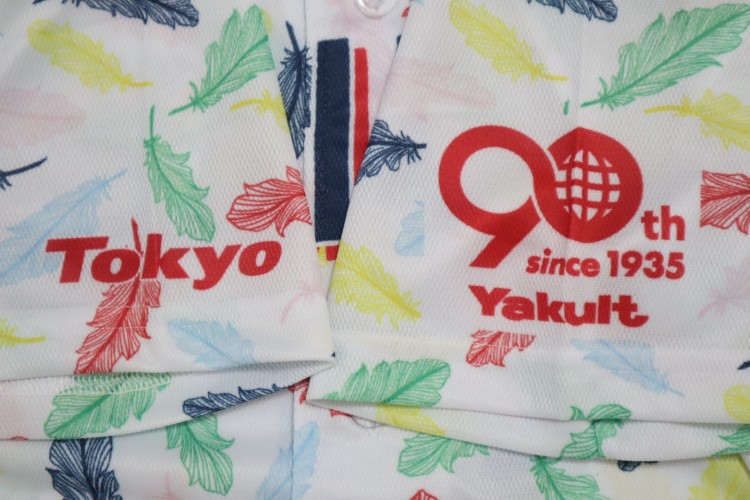 Tokyo
90th
since 1935
Yakult